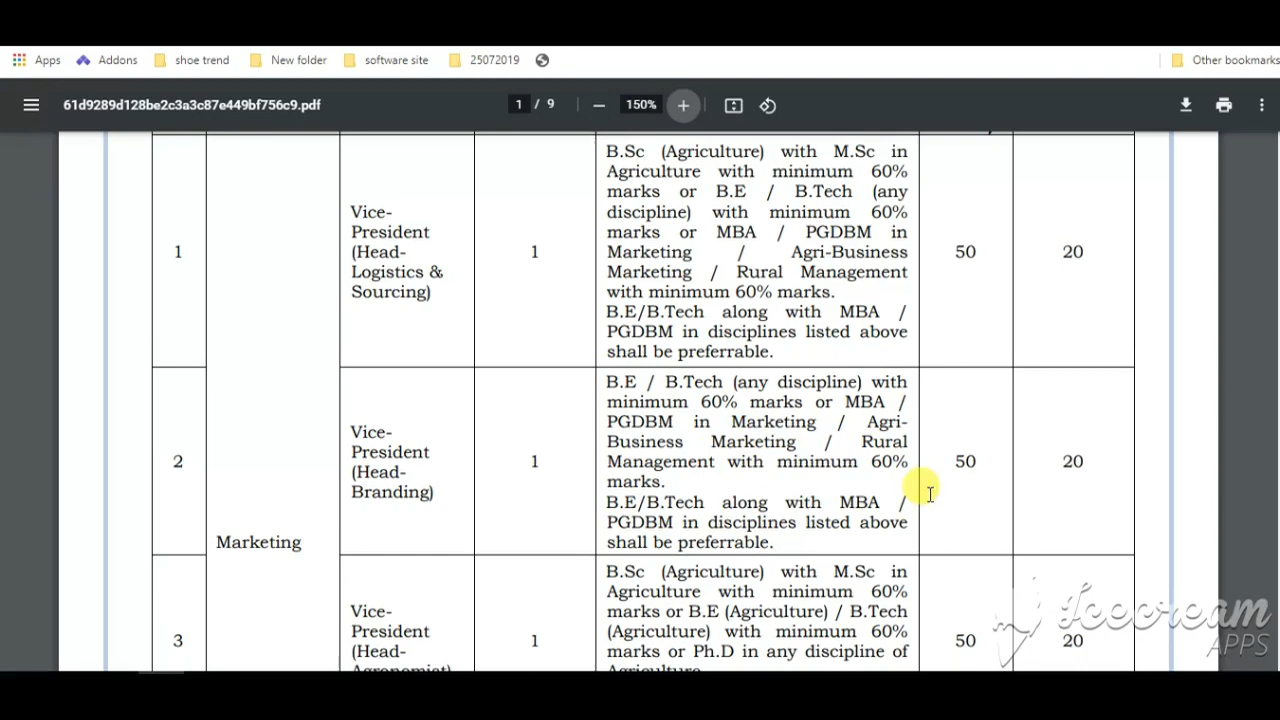 Apps
Addons
shoe trend
New folder
software site
25072019
Other bookmarks
61d9289d128be2c3a3c87e449bf756c9.pdf
1 / 9
150%
1
Marketing
Vice-
President
(Head-
Logistics &
Sourcing)
1
B.Sc (Agriculture) with M.Sc in
Agriculture with minimum 60%
marks or B.E / B.Tech (any
discipline) with minimum 60%
marks or MBA / PGDBM in
Marketing / Agri-Business
Marketing / Rural Management
with minimum 60% marks.
B.E/B.Tech along with MBA /
PGDBM in disciplines listed above
shall be preferrable.
50
20
2
Vice-
President
(Head-
Branding)
1
B.E / B.Tech (any discipline) with
minimum 60% marks or MBA /
PGDBM in Marketing / Agri-
Business Marketing / Rural
Management with minimum 60%
marks.
B.E/B.Tech along with MBA /
PGDBM in disciplines listed above
shall be preferrable.
50
20
3
Vice-
President
(Head-
Agronomist)
1
B.Sc (Agriculture) with M.Sc in
Agriculture with minimum 60%
marks or B.E (Agriculture) / B.Tech
(Agriculture) with minimum 60%
marks or Ph.D in any discipline of
Agriculture
50
20
Icecream
APPS